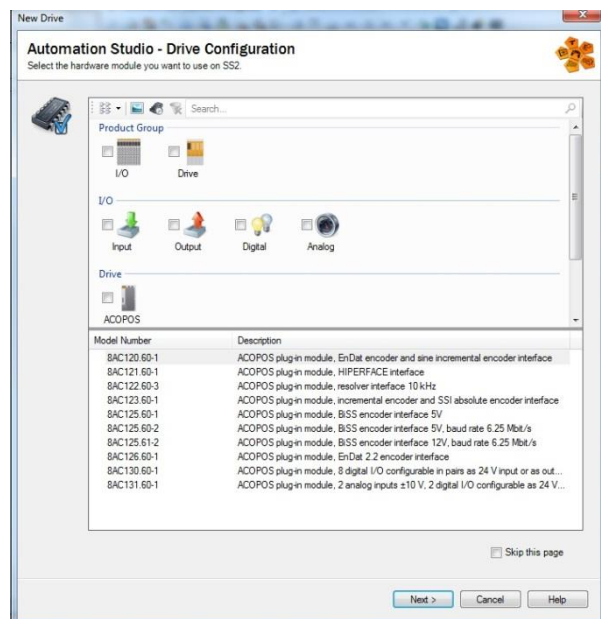 New Drive
Automation Studio - Drive Configuration
Select the hardware module you want to use on SS2.
Search...
Product Group
I/O Drive
I/O
Input Output Digital Analog
Drive
ACOPOS
Model Number Description
8AC120.60-1 ACOPOS plug-in module, EnDat encoder and sine incremental encoder interface
8AC121.60-1 ACOPOS plug-in module, HIPERFACE interface
8AC122.60-3 ACOPOS plug-in module, resolver interface 10 kHz
8AC123.60-1 ACOPOS plug-in module, incremental encoder and SSI absolute encoder interface
8AC125.60-1 ACOPOS plug-in module, BiSS encoder interface 5V
8AC125.60-2 ACOPOS plug-in module, BiSS encoder interface 5V, baud rate 6.25 Mbit/s
8AC125.61-2 ACOPOS plug-in module, BiSS encoder interface 12V, baud rate 6.25 Mbit/s
8AC126.60-1 ACOPOS plug-in module, EnDat 2.2 encoder interface
8AC130.60-1 ACOPOS plug-in module, 8 digital I/O configurable in pairs as 24 V input or as out...
8AC131.60-1 ACOPOS plug-in module, 2 analog inputs ±10 V, 2 digital I/O configurable as 24 V...
Skip this page
Next > Cancel Help